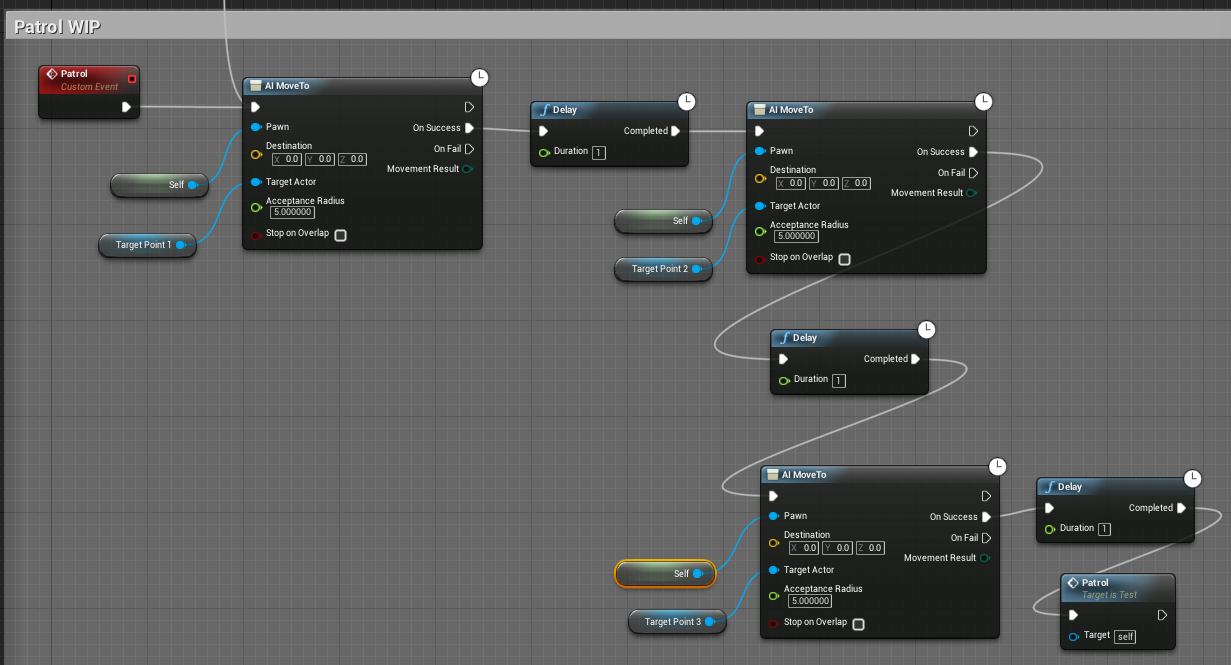 Patrol WIP
Patrol
Custom Event
AI MoveTo
Pawn
On Success
Destination
X 0.0 Y 0.0 Z 0.0
On Fail
Movement Result
Target Actor
Acceptance Radius
5.000000
Stop on Overlap
Self
Target Point 1
Delay
Completed
Duration 1
AI MoveTo
Pawn
On Success
Destination
X 0.0 Y 0.0 Z 0.0
On Fail
Movement Result
Target Actor
Acceptance Radius
5.000000
Stop on Overlap
Self
Target Point 2
Delay
Completed
Duration 1
AI MoveTo
Pawn
On Success
Destination
X 0.0 Y 0.0 Z 0.0
On Fail
Movement Result
Target Actor
Acceptance Radius
5.000000
Stop on Overlap
Self
Target Point 3
Delay
Completed
Duration 1
Patrol
Target is Test
Target self